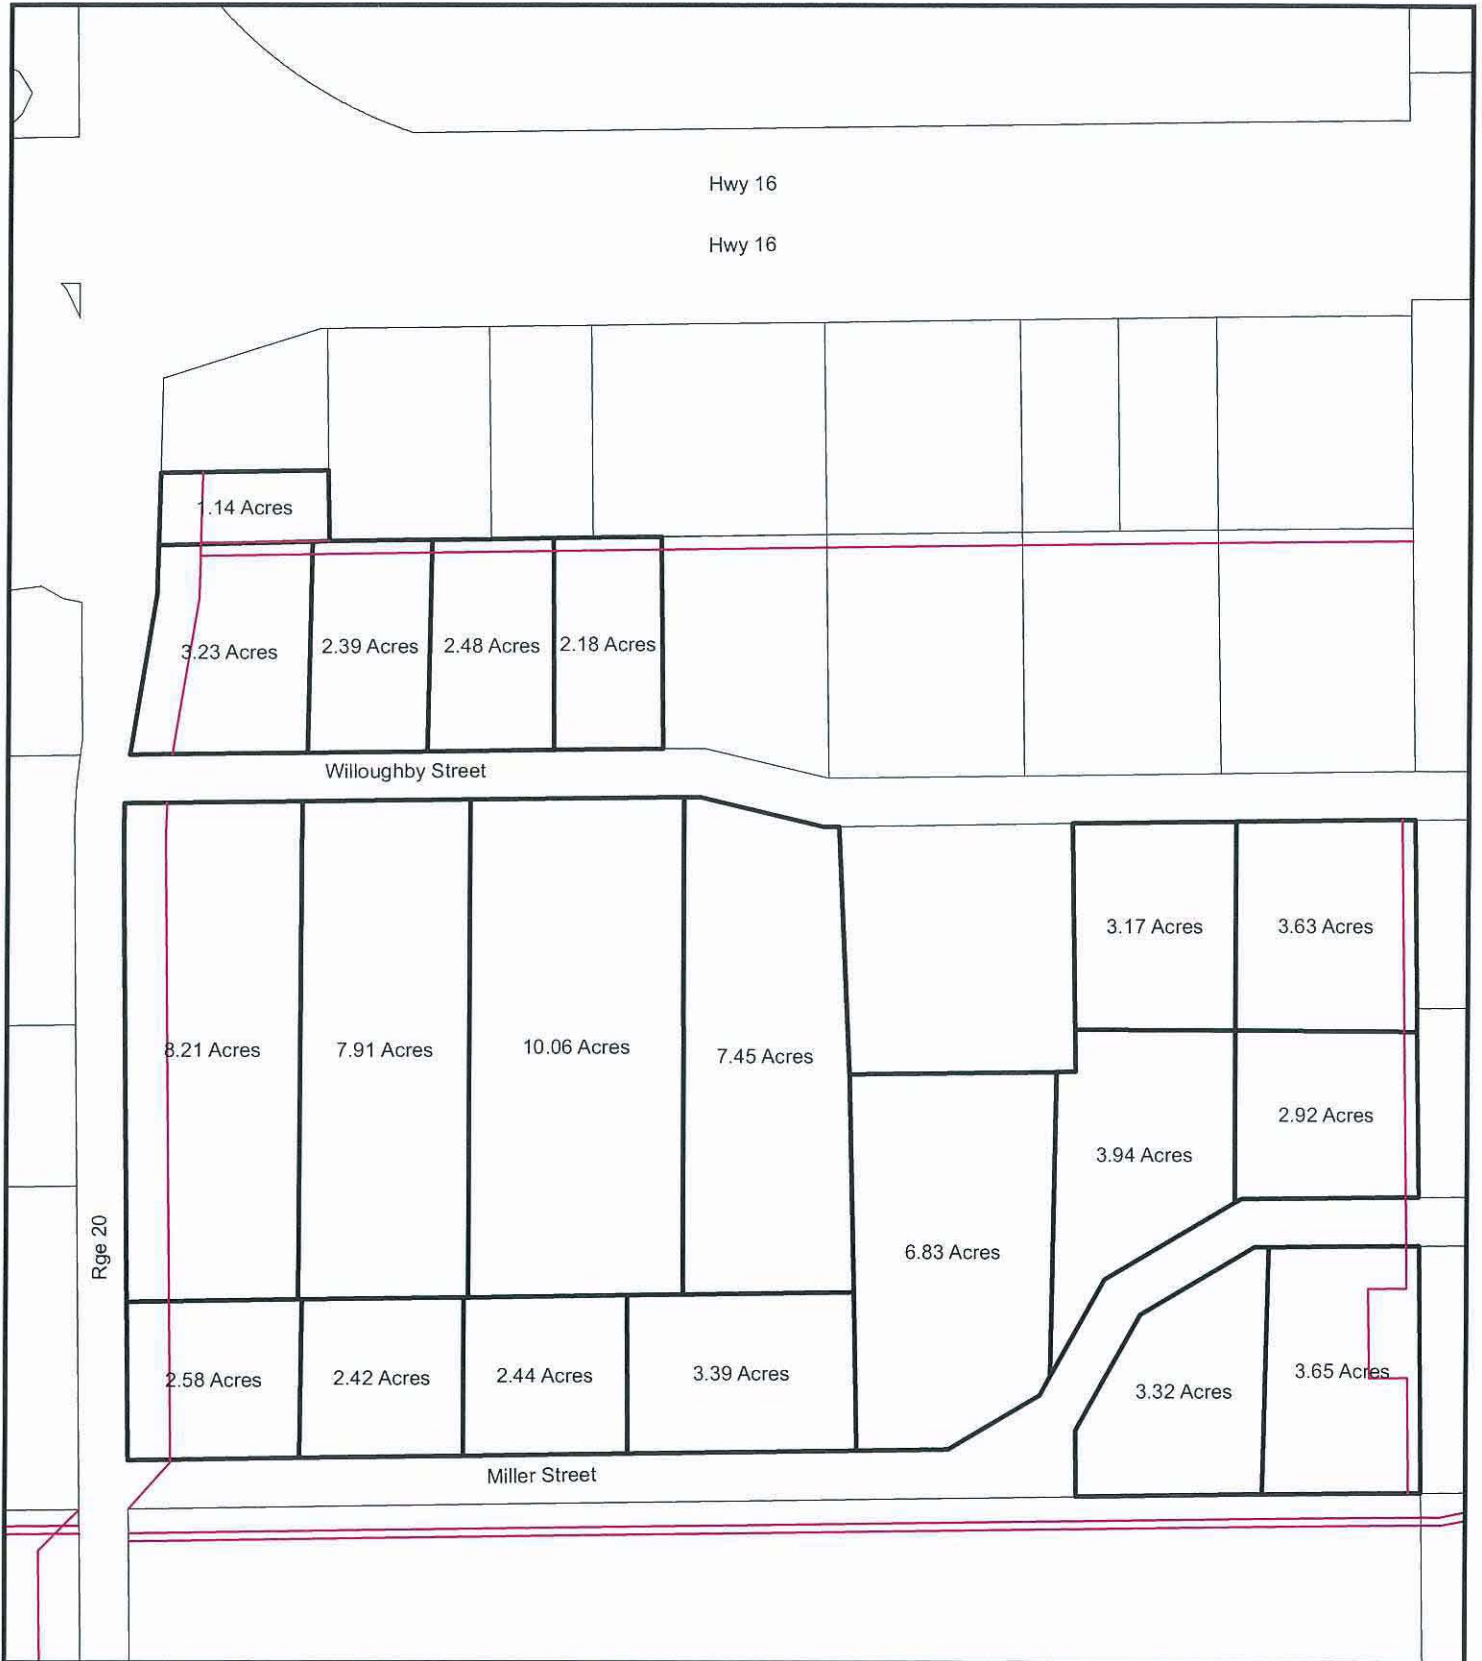 Hwy 16
Hwy 16
1.14 Acres
3.23 Acres
2.39 Acres
2.48 Acres
2.18 Acres
Willoughby Street
8.21 Acres
7.91 Acres
10.06 Acres
7.45 Acres
3.17 Acres
3.63 Acres
3.94 Acres
2.92 Acres
6.83 Acres
Rge 20
2.58 Acres
2.42 Acres
2.44 Acres
3.39 Acres
3.32 Acres
3.65 Acres
Miller Street